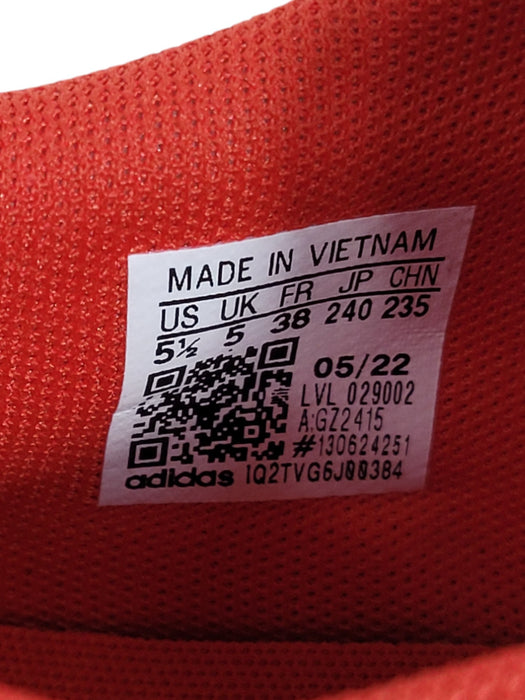 MADE IN VIETNAM
US UK FR JP CHN
5½ 5 38 240 235
05/22
LVL 029002
A:GZ2415
#130624251
adidas 1Q2TVG6J00384